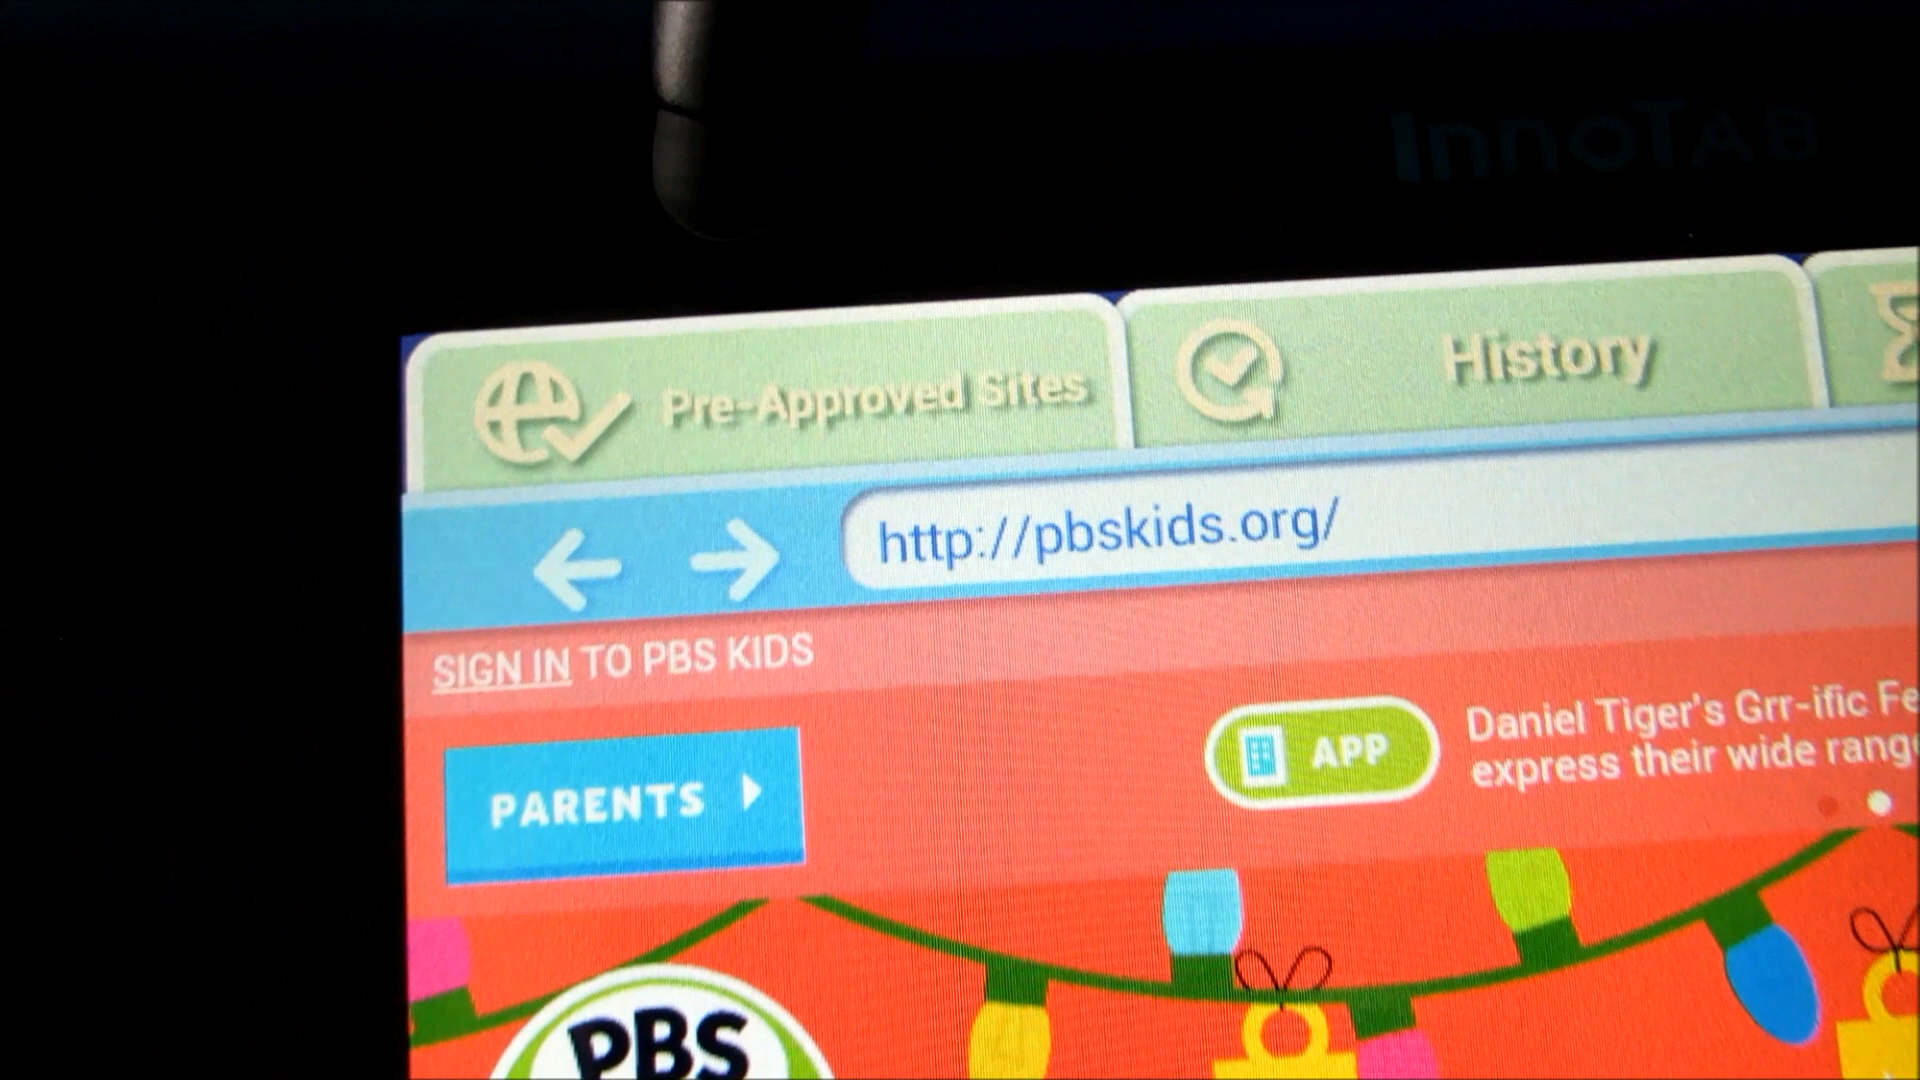 InnoTAB
Pre-Approved Sites
History
http://pbskids.org/
SIGN IN TO PBS KIDS
PARENTS
APP
Daniel Tiger's Grr-ific
express their wide
PBS